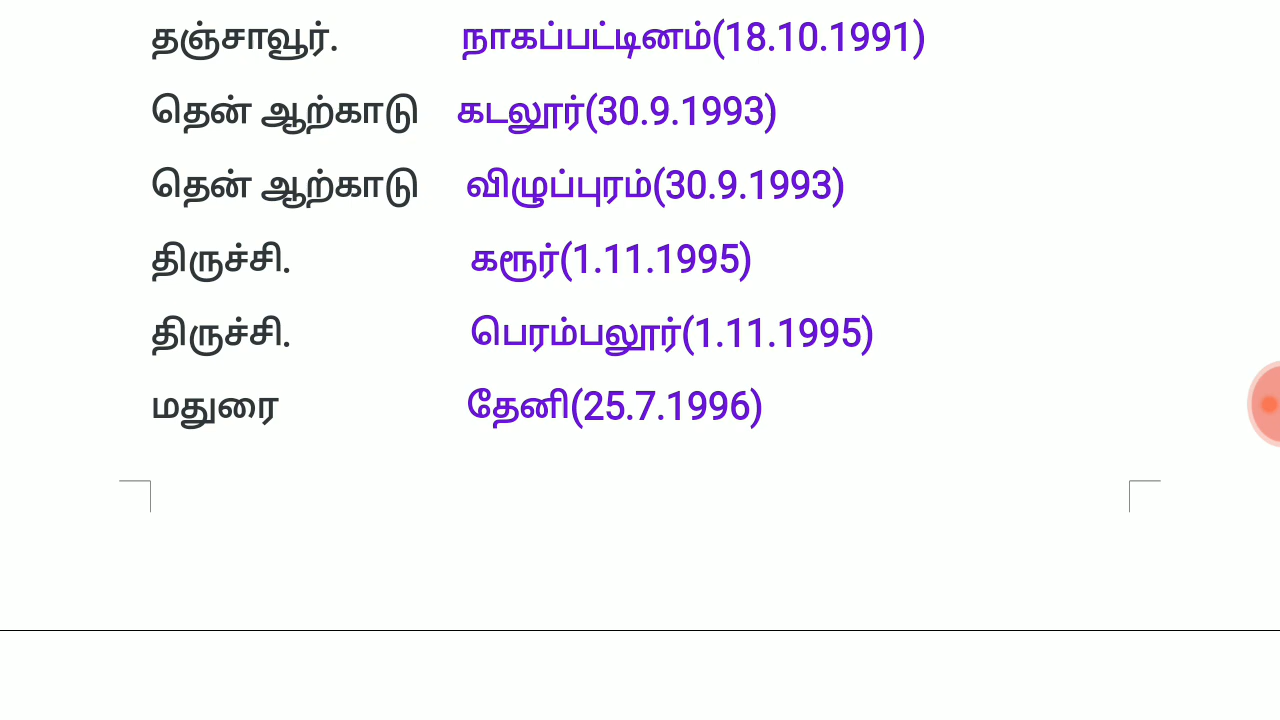 தஞ்சாவூர். நாகப்பட்டினம்(18.10.1991)
தென் ஆற்காடு கடலூர்(30.9.1993)
தென் ஆற்காடு விழுப்புரம்(30.9.1993)
திருச்சி. கரூர்(1.11.1995)
திருச்சி. பெரம்பலூர்(1.11.1995)
மதுரை தேனி(25.7.1996)